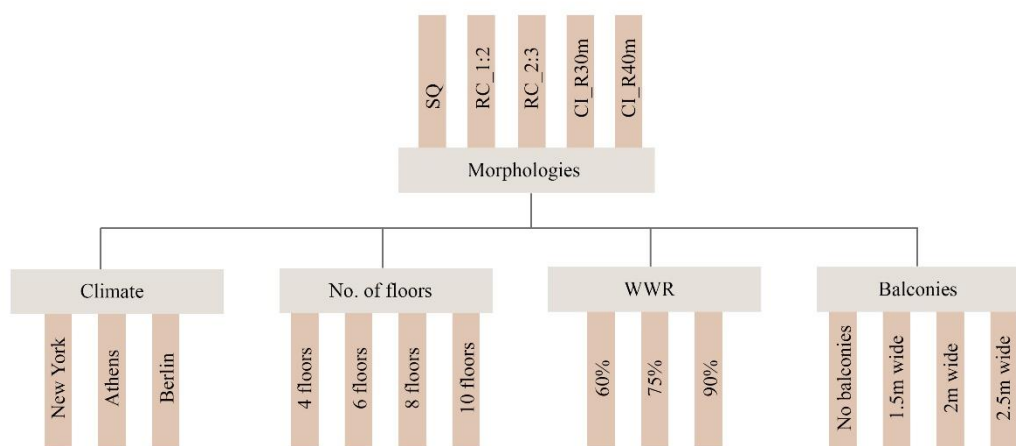 SQ
RC_1:2
RC_2:3
CI_R30m
CI_R40m
Morphologies
Climate
No. of floors
WWR
Balconies
New York
Athens
Berlin
4 floors
6 floors
8 floors
10 floors
60%
75%
90%
No balconies
1.5m wide
2m wide
2.5m wide